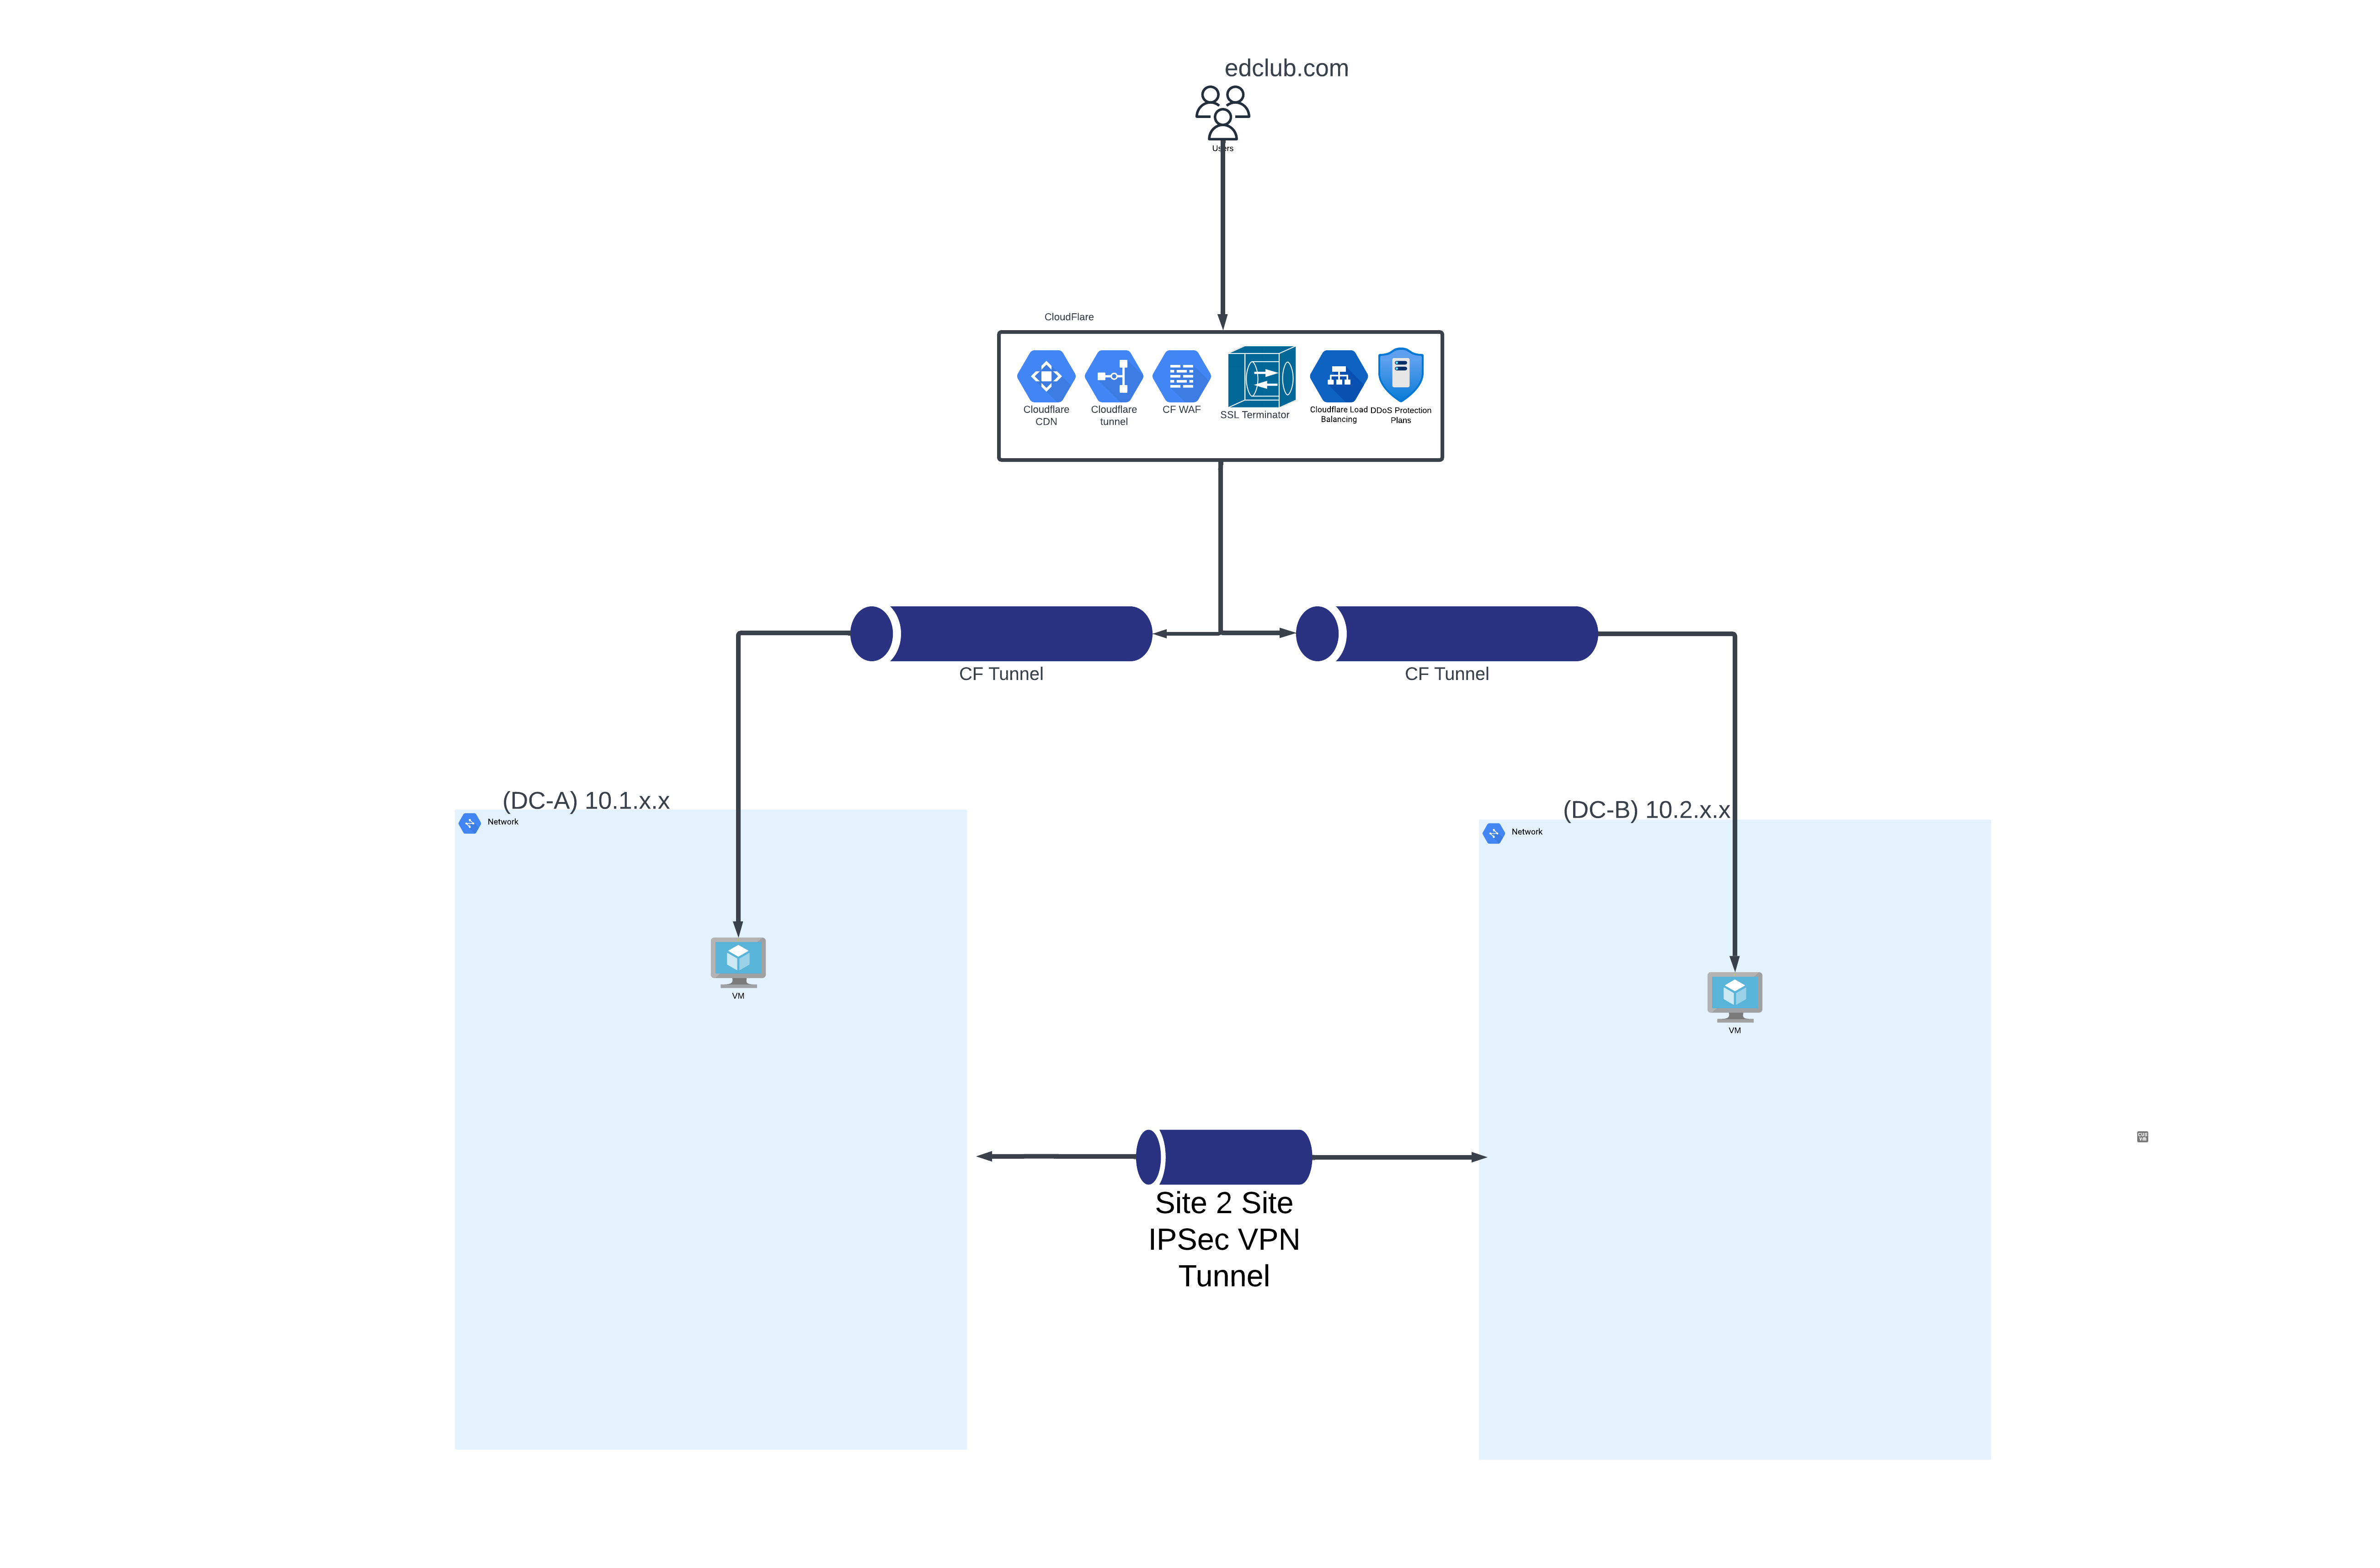 edclub.com
Users
CloudFlare
Cloudflare
CDN
Cloudflare
tunnel
CF WAF
SSL Terminator
Cloudflare Load
Balancing
DDoS Protection
Plans
CF Tunnel
CF Tunnel
(DC-A) 10.1.x.x
Network
(DC-B) 10.2.x.x
Network
VM
VM
Site 2 Site
IPSec VPN
Tunnel